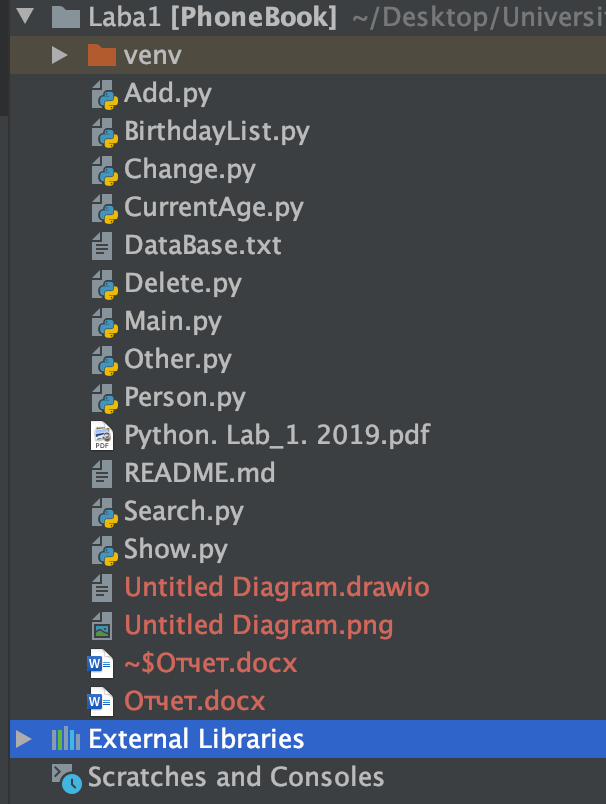 Laba1 [PhoneBook] ~/Desktop/Universi
venv
Add.py
BirthdayList.py
Change.py
CurrentAge.py
DataBase.txt
Delete.py
Main.py
Other.py
Person.py
Python. Lab_1. 2019.pdf
README.md
Search.py
Show.py
Untitled Diagram.drawio
Untitled Diagram.png
~$Отчет.docx
Отчет.docx
External Libraries
Scratches and Consoles